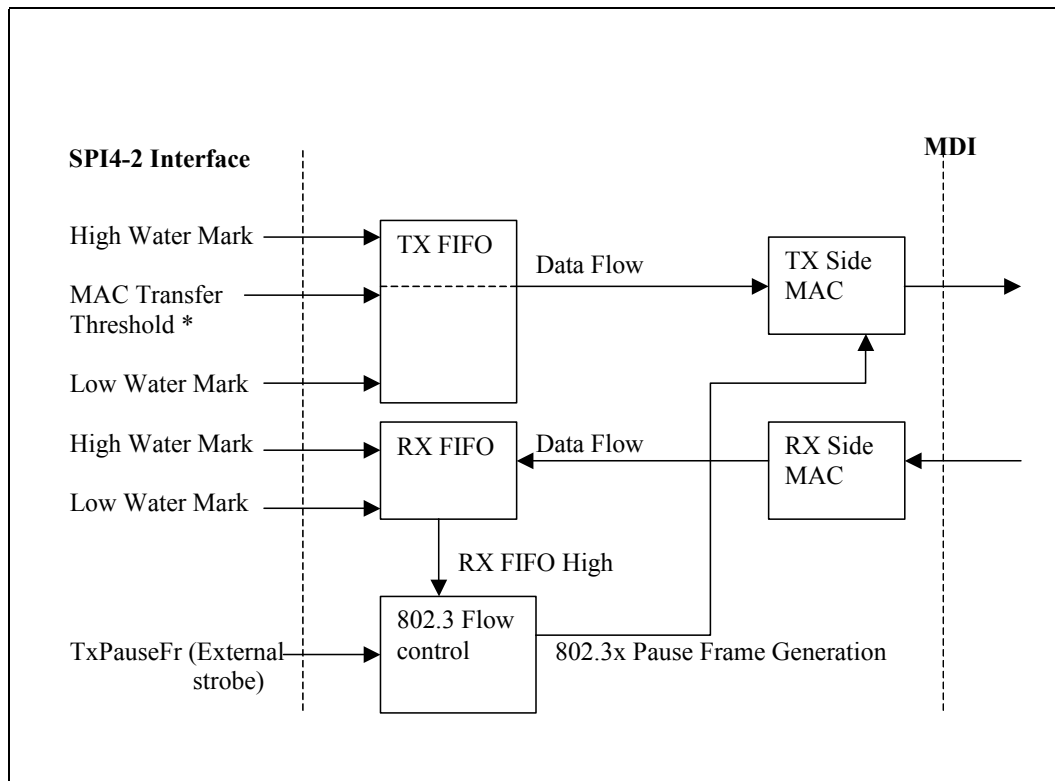 SPI4-2 Interface
MDI
High Water Mark
TX FIFO
Data Flow
TX Side
MAC
MAC Transfer
Threshold *
Low Water Mark
High Water Mark
RX FIFO
Data Flow
RX Side
MAC
Low Water Mark
RX FIFO High
802.3 Flow
control
TxPauseFr (External
strobe)
802.3x Pause Frame Generation